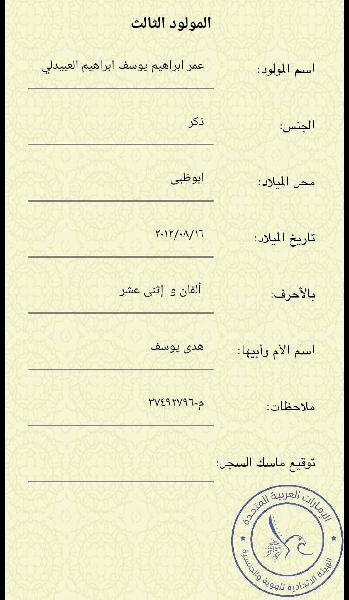 المولود الثالث
اسم المولود: عمر ابراهيم يوسف ابراهيم العبيدلي
الجنس: ذكر
محل الميلاد: ابوظبي
تاريخ الميلاد: ٢٠١٢/٠٨/١٦
بالأحرف: ألفان و إثنى عشر
اسم الأم وأبيها: هدى يوسف
ملاحظات: م-٣٧٤٩٢٧٩٦
توقيع ماسك السجل:
الإمارات العربية المتحدة
الهيئة الاتحادية للهوية والجنسية